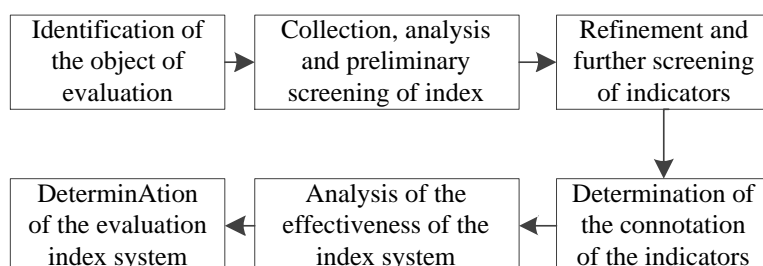 Identification of
the object of
evaluation
Collection, analysis
and preliminary
screening of index
Refinement and
further screening
of indicators
Determination of
the connotation
of the indicators
Analysis of the
effectiveness of the
index system
DeterminAtion
of the evaluation
index system